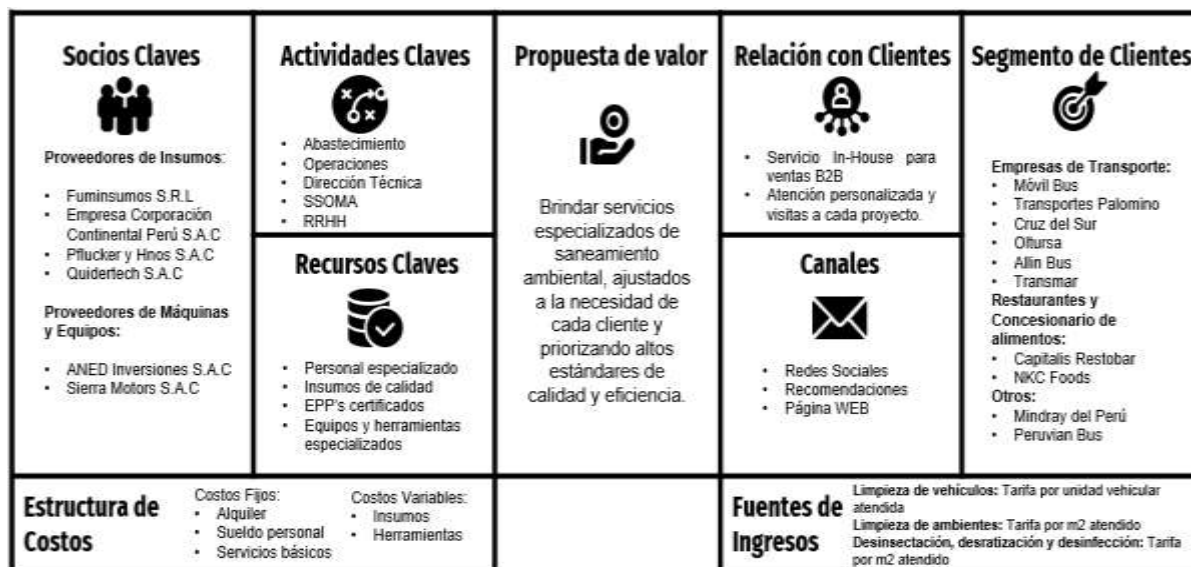 Socios Claves
Proveedores de Insumos:
• Fuminsumos S.R.L
• Empresa Corporación
Continental Perú S.A.C
• Pflucker y Hnos S.A.C
• Quidertech S.A.C
Proveedores de Máquinas
y Equipos:
• ANED Inversiones S.A.C
• Sierra Motors S.A.C
Actividades Claves
• Abastecimiento
• Operaciones
• Dirección Técnica
• SSOMA
• RRHH
Recursos Claves
• Personal especializado
• Insumos de calidad
• EPP's certificados
• Equipos y herramientas
especializados
Propuesta de valor
Brindar servicios
especializados de
saneamiento
ambiental, ajustados
a la necesidad de
cada cliente y
priorizando altos
estándares de
calidad y eficiencia.
Relación con Clientes
• Servicio In-House para
ventas B2B
• Atención personalizada y
visitas a cada proyecto.
Canales
• Redes Sociales
• Recomendaciones
• Página WEB
Segmento de Clientes
Empresas de Transporte:
• Móvil Bus
• Transportes Palomino
• Cruz del Sur
• Oltursa
• Allin Bus
• Transmar
Restaurantes y
Concesionario de
alimentos:
• Capitalis Restobar
• NKC Foods
Otros:
• Mindray del Perú
• Peruvian Bus
Estructura de
Costos
Costos Fijos:
• Alquiler
• Sueldo personal
• Servicios básicos
Costos Variables:
• Insumos
• Herramientas
Fuentes de
Ingresos
Limpieza de vehículos: Tarifa por unidad vehicular
atendida
Limpieza de ambientes: Tarifa por m2 atendido
Desinsectación, desratización y desinfección: Tarifa
por m2 atendido